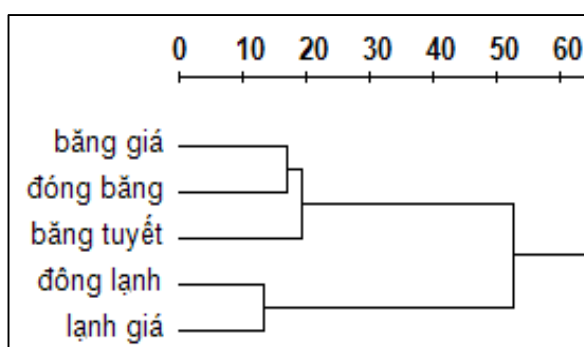 0 10 20 30 40 50 60
băng giá
đóng băng
băng tuyết
đông lạnh
lạnh giá